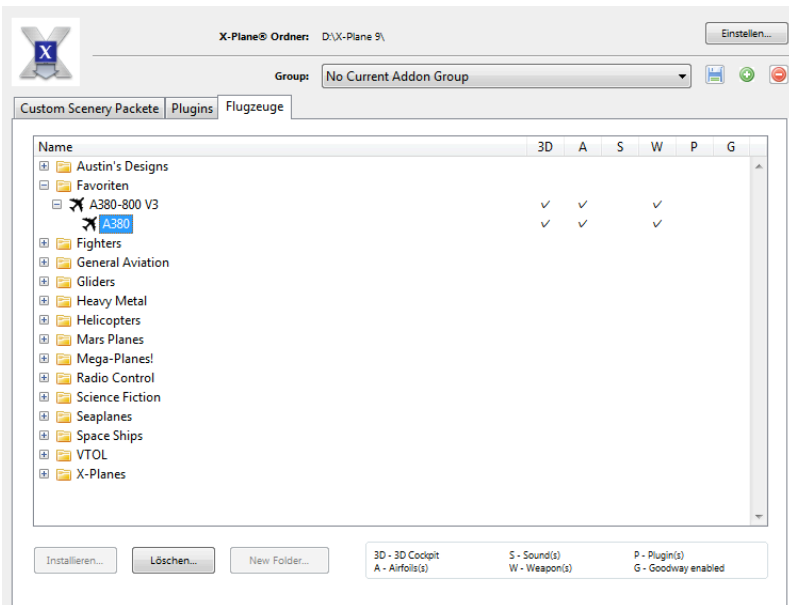 X-Plane® Ordner: D:\X-Plane 9\ Einstellen...
X
Group: No Current Addon Group
Custom Scenery Packete Plugins Flugzeuge
Name 3D A S W P G
Austin's Designs
Favoriten
A380-800 V3 ✓ ✓ ✓
A380 ✓ ✓ ✓
Fighters
General Aviation
Gliders
Heavy Metal
Helicopters
Mars Planes
Mega-Planes!
Radio Control
Science Fiction
Seaplanes
Space Ships
VTOL
X-Planes
Installieren... Löschen... New Folder...
3D - 3D Cockpit S - Sound(s) P - Plugin(s)
A - Airfoils(s) W - Weapon(s) G - Goodway enabled